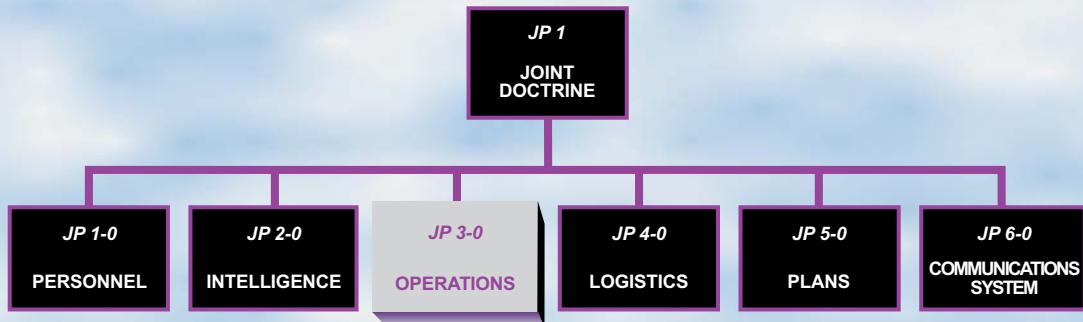 JP 1
JOINT
DOCTRINE
JP 1-0
PERSONNEL
JP 2-0
INTELLIGENCE
JP 3-0
OPERATIONS
JP 4-0
LOGISTICS
JP 5-0
PLANS
JP 6-0
COMMUNICATIONS
SYSTEM